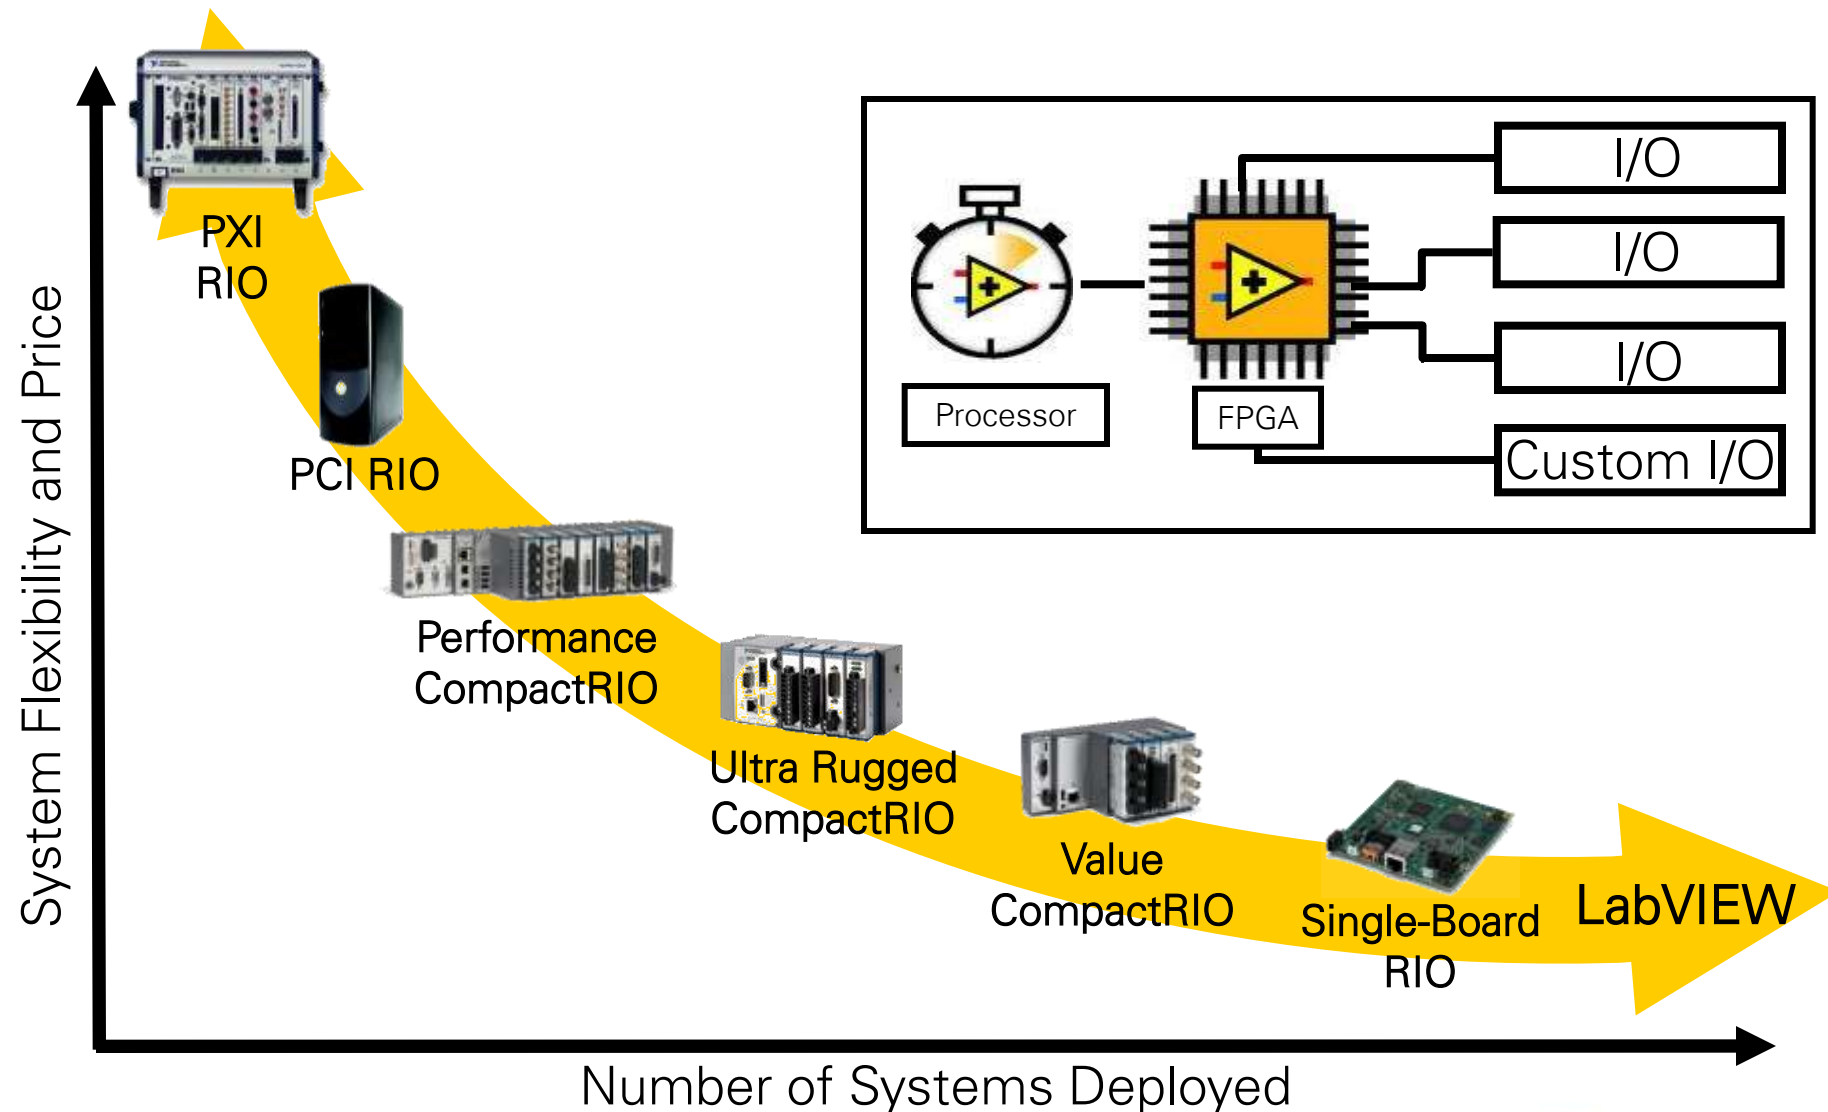 System Flexibility and Price
PXI
RIO
PCI RIO
Performance
CompactRIO
Ultra Rugged
CompactRIO
Value
CompactRIO
Single-Board
RIO
LabVIEW
Number of Systems Deployed
Processor
FPGA
I/O
I/O
I/O
Custom I/O